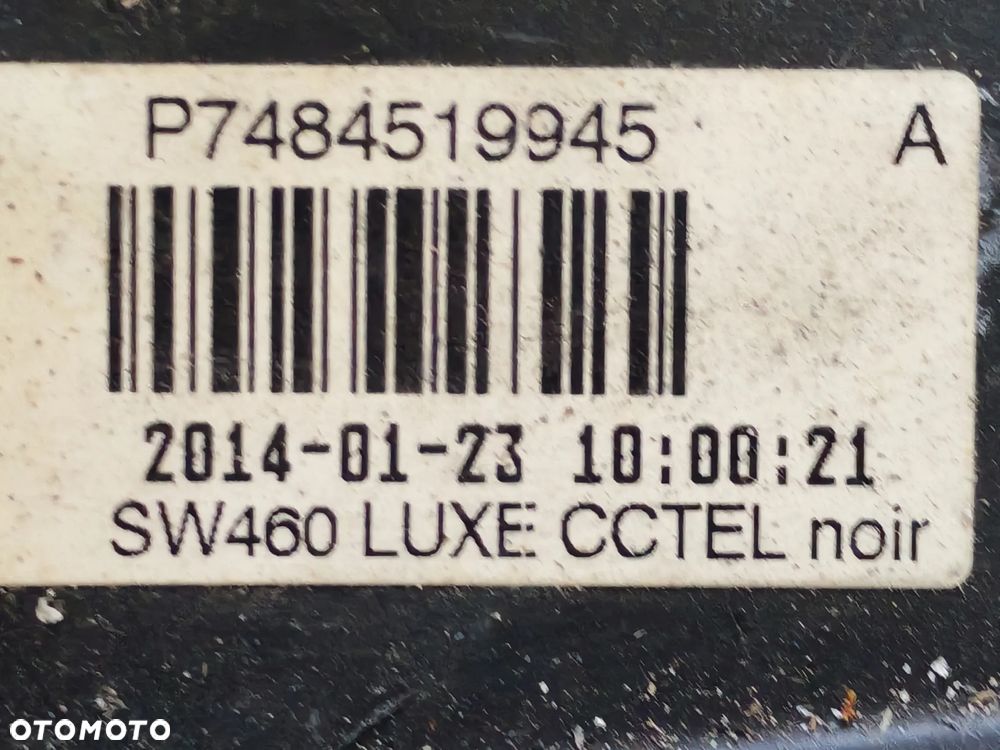 P7484519945 A
2014-01-23 10:00:21
SW460 LUXE CCTEL noir
OTOMOTO